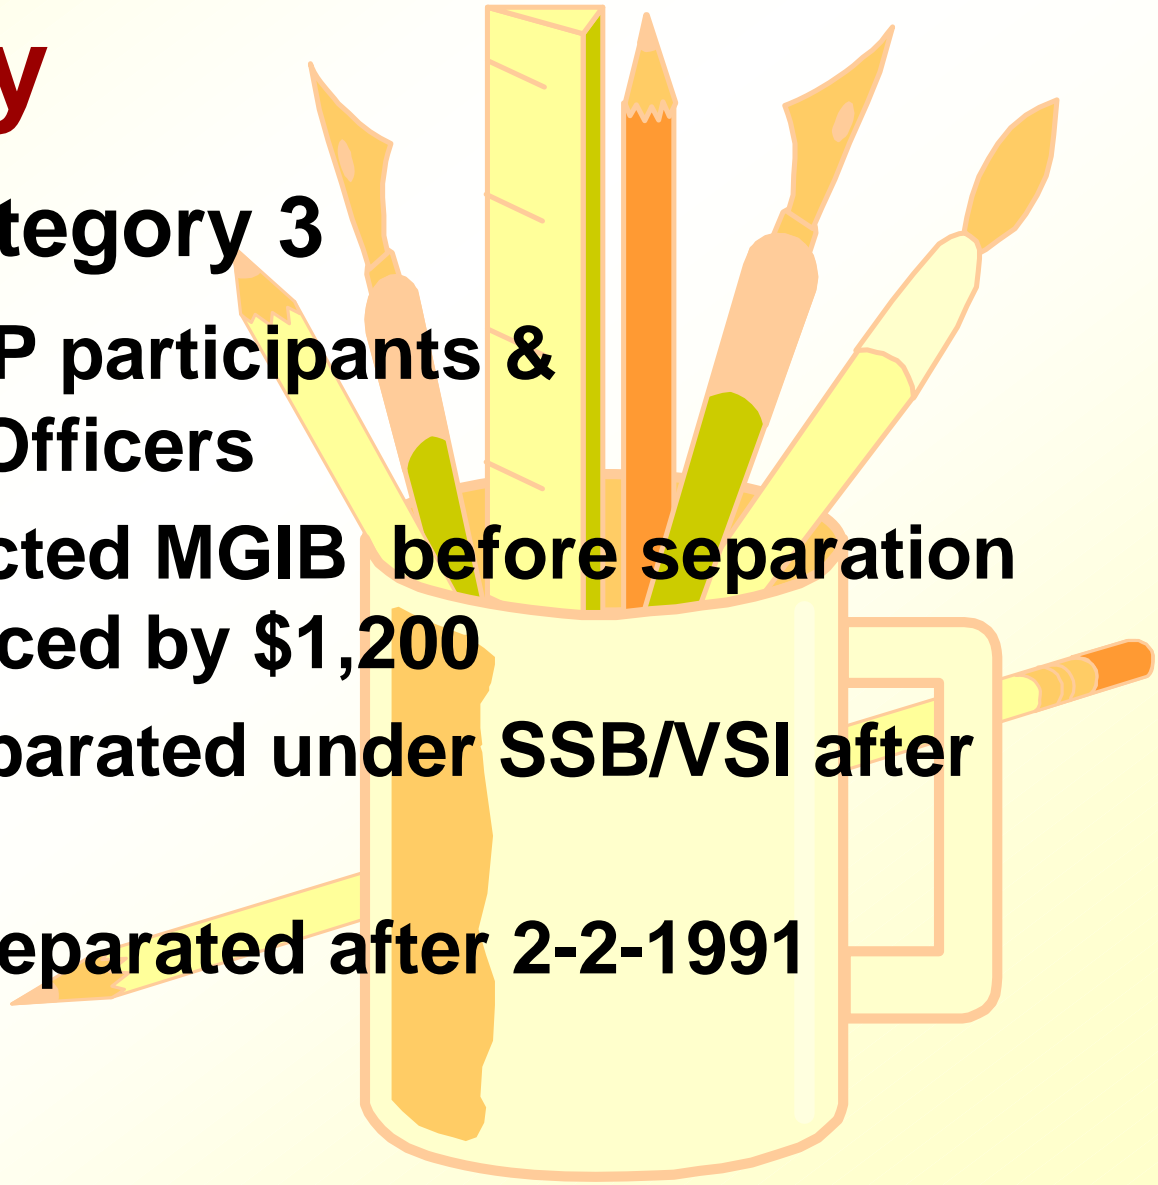 y
tegory 3
P participants &
Officers
cted MGIB before separation
ced by $1,200
parated under SSB/VSI after
eparated after 2-2-1991